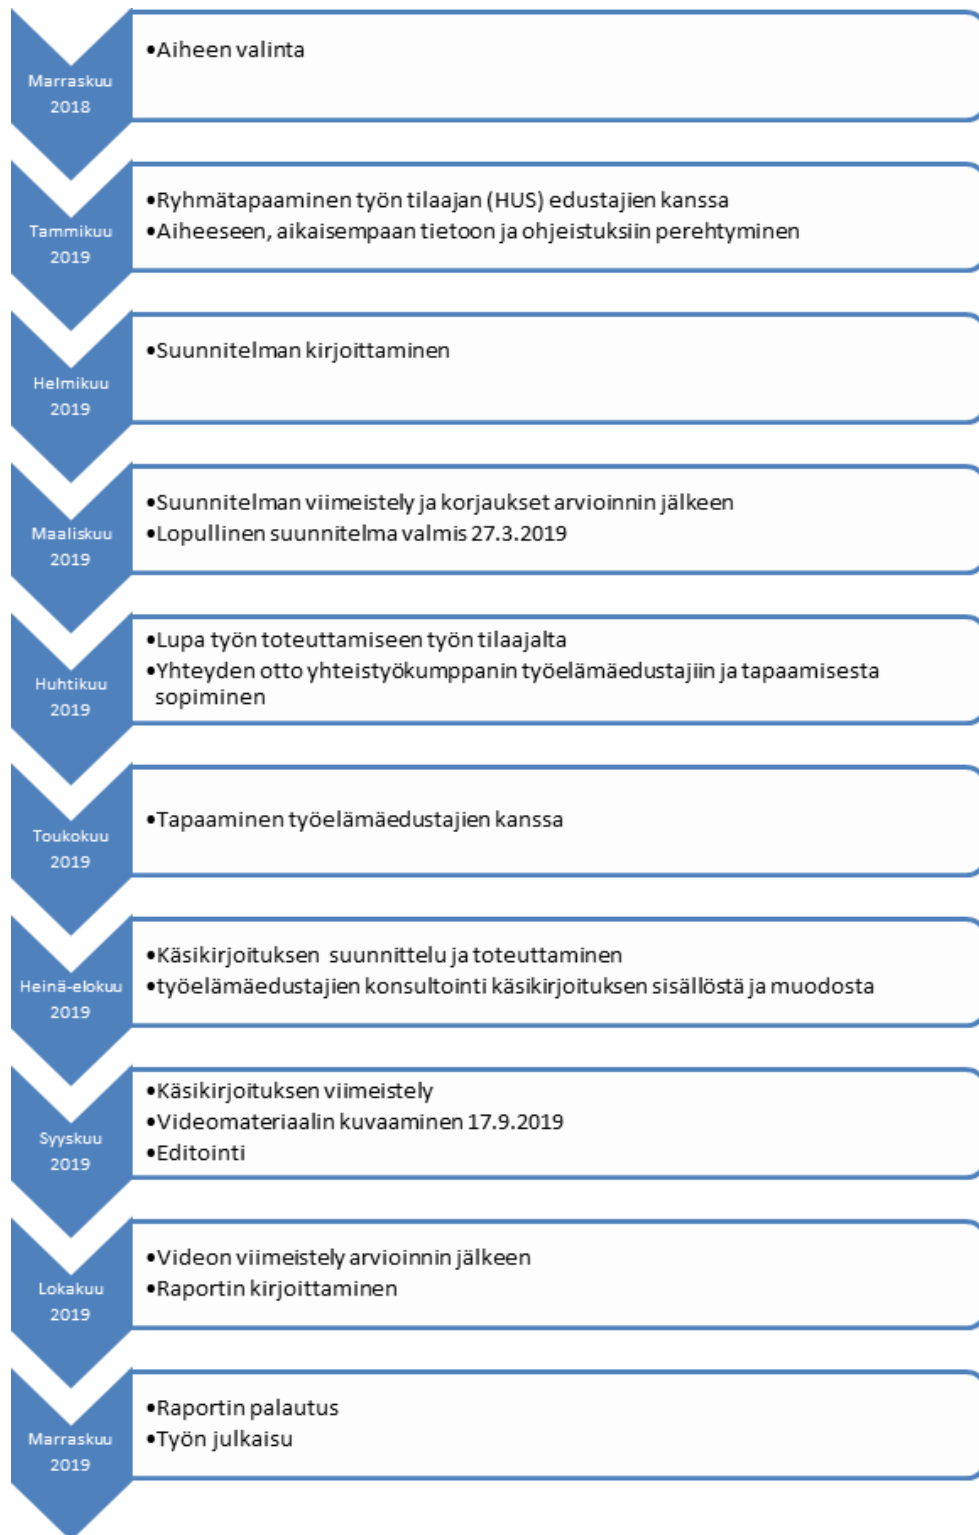 Marraskuu
2018
•Aiheen valinta
Tammikuu
2019
•Ryhmätapaaminen työn tilaajan (HUS) edustajien kanssa
•Aiheeseen, aikaisempaan tietoon ja ohjeistuksiin perehtyminen
Helmikuu
2019
•Suunnitelman kirjoittaminen
Maaliskuu
2019
•Suunnitelman viimeistely ja korjaukset arvioinnin jälkeen
•Lopullinen suunnitelma valmis 27.3.2019
Huhtikuu
2019
•Lupa työn toteuttamiseen työn tilaajalta
•Yhteyden otto yhteistyökumppanin työelämäedustajiin ja tapaamisesta
sopiminen
Toukokuu
2019
•Tapaaminen työelämäedustajien kanssa
Heinä-elokuu
2019
•Käsikirjoituksen suunnittelu ja toteuttaminen
•työelämäedustajien konsultointi käsikirjoituksen sisällöstä ja muodosta
Syyskuu
2019
•Käsikirjoituksen viimeistely
•Videomateriaalin kuvaaminen 17.9.2019
•Editointi
Lokakuu
2019
•Videon viimeistely arvioinnin jälkeen
•Raportin kirjoittaminen
Marraskuu
2019
•Raportin palautus
•Työn julkaisu